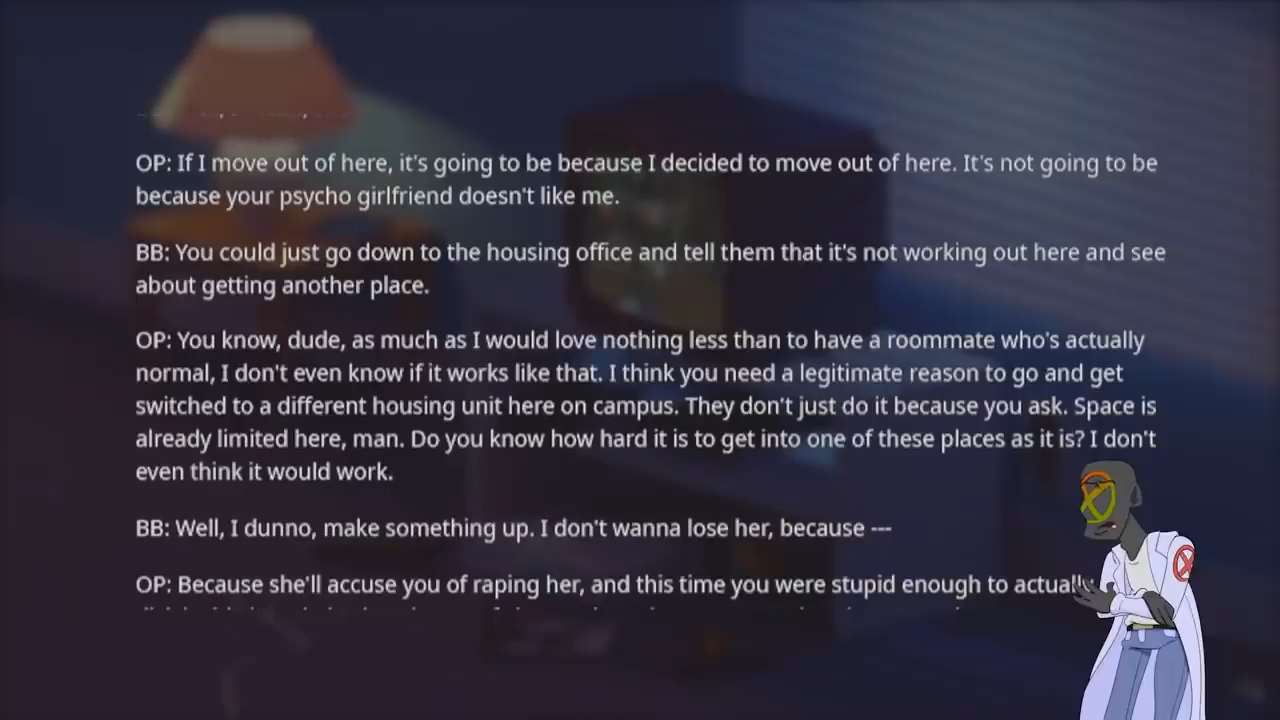 OP: If I move out of here, it's going to be because I decided to move out of here. It's not going to be
because your psycho girlfriend doesn't like me.
BB: You could just go down to the housing office and tell them that it's not working out here and see
about getting another place.
OP: You know, dude, as much as I would love nothing less than to have a roommate who's actually
normal, I don't even know if it works like that. I think you need a legitimate reason to go and get
switched to a different housing unit here on campus. They don't just do it because you ask. Space is
already limited here, man. Do you know how hard it is to get into one of these places as it is? I don't
even think it would work.
BB: Well, I dunno, make something up. I don't wanna lose her, because ---
OP: Because she'll accuse you of raping her, and this time you were stupid enough to